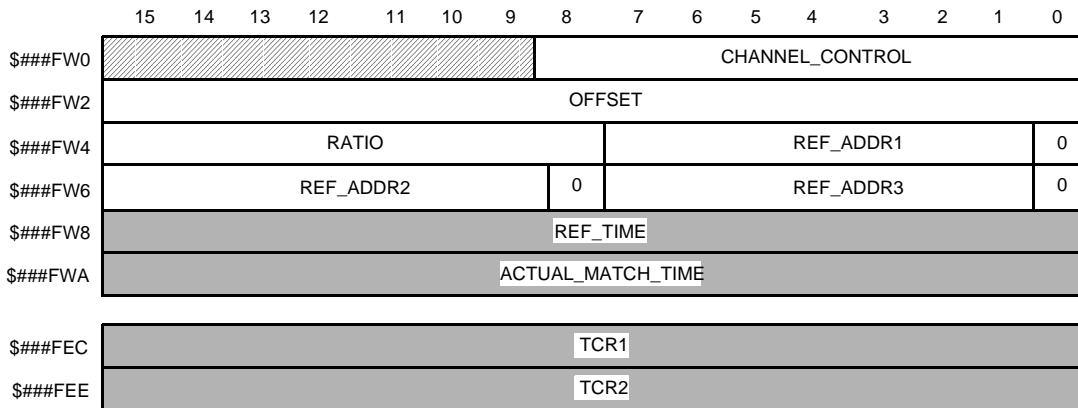 15 14 13 12 11 10 9 8 7 6 5 4 3 2 1 0
$###FW0 CHANNEL_CONTROL
$###FW2 OFFSET
$###FW4 RATIO REF_ADDR1 0
$###FW6 REF_ADDR2 0 REF_ADDR3 0
$###FW8 REF_TIME
$###FWA ACTUAL_MATCH_TIME
$###FEC TCR1
$###FEE TCR2